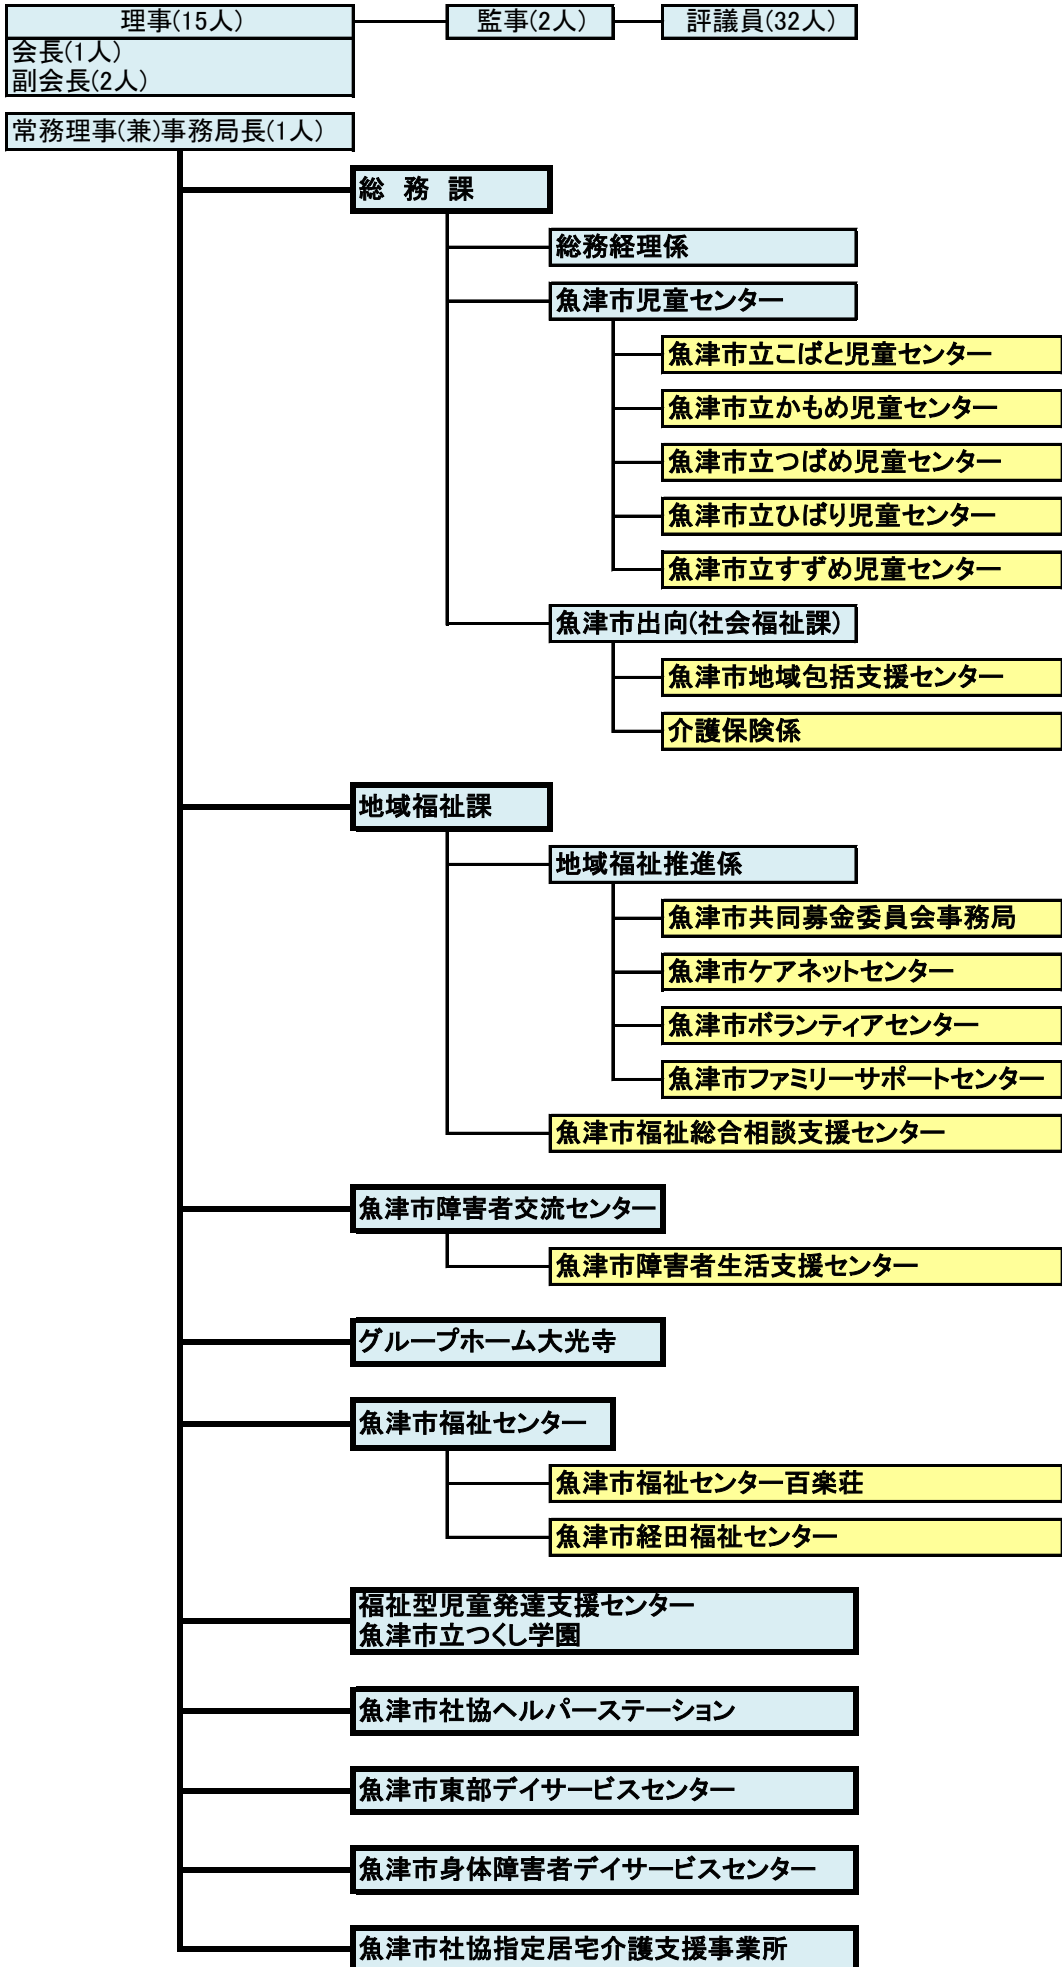 理事(15人)
監事(2人)
評議員(32人)
会長(1人)
副会長(2人)
常務理事(兼)事務局長(1人)
総 務 課
総務経理係
魚津市児童センター
魚津市立こばと児童センター
魚津市立かもめ児童センター
魚津市立つばめ児童センター
魚津市立ひばり児童センター
魚津市立すずめ児童センター
魚津市出向(社会福祉課)
魚津市地域包括支援センター
介護保険係
地域福祉課
地域福祉推進係
魚津市共同募金委員会事務局
魚津市ケアネットセンター
魚津市ボランティアセンター
魚津市ファミリーサポートセンター
魚津市福祉総合相談支援センター
魚津市障害者交流センター
魚津市障害者生活支援センター
グループホーム大光寺
魚津市福祉センター
魚津市福祉センター百楽荘
魚津市経田福祉センター
福祉型児童発達支援センター
魚津市立つくし学園
魚津市社協ヘルパーステーション
魚津市東部デイサービスセンター
魚津市身体障害者デイサービスセンター
魚津市社協指定居宅介護支援事業所